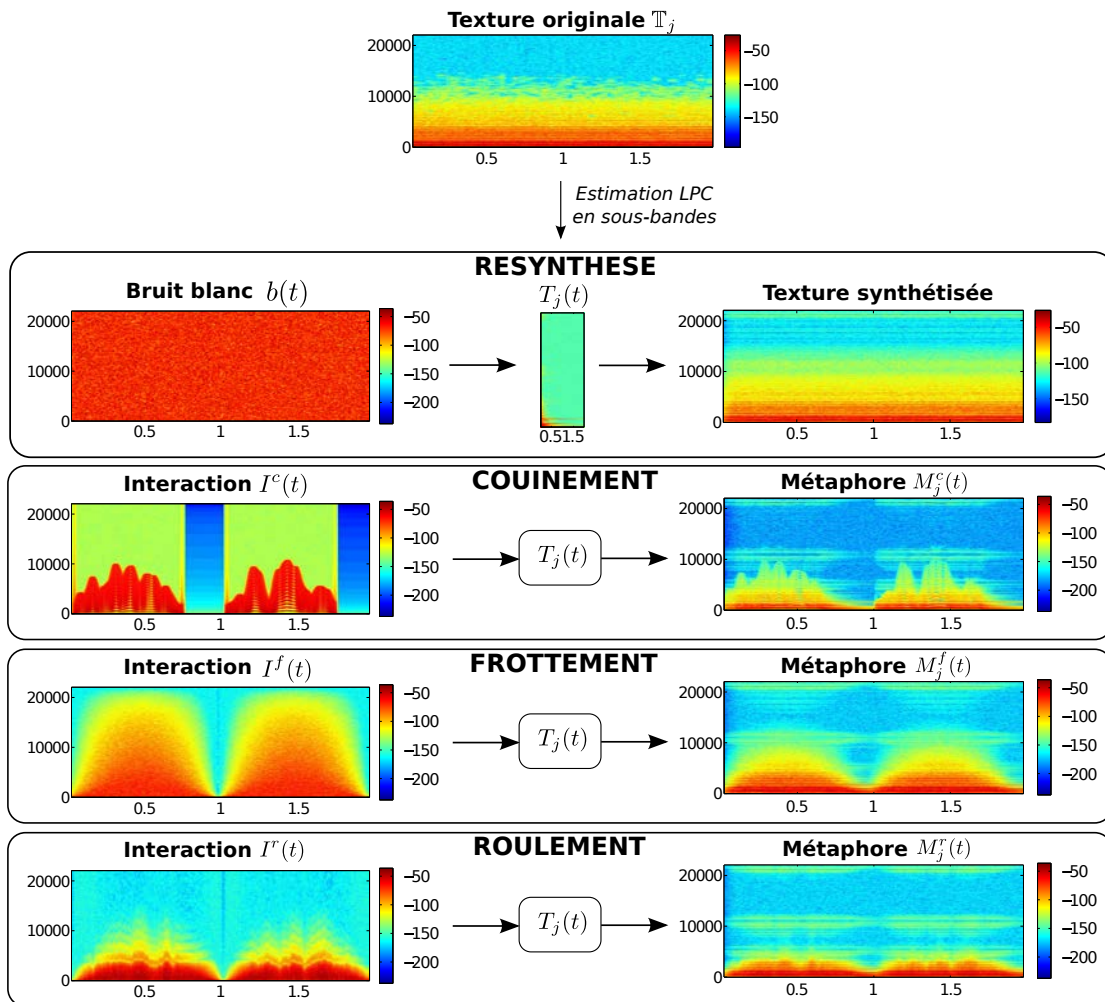 Texture originale 𝕋_j
20000
10000
0
0.5 1 1.5
−50
−100
−150
Estimation LPC
en sous-bandes
RESYNTHESE
Bruit blanc b(t)
20000
10000
0
0.5 1 1.5
−50
−100
−150
−200
T_j(t)
0.51.5
Texture synthétisée
20000
10000
0
0.5 1 1.5
−50
−100
−150
COUINEMENT
Interaction I^c(t)
20000
10000
0
0.5 1 1.5
−50
−100
−150
−200
T_j(t)
Métaphore M_j^c(t)
20000
10000
0
0.5 1 1.5
−50
−100
−150
−200
FROTTEMENT
Interaction I^f(t)
20000
10000
0
0.5 1 1.5
−50
−100
−150
−200
T_j(t)
Métaphore M_j^f(t)
20000
10000
0
0.5 1 1.5
−50
−100
−150
−200
ROULEMENT
Interaction I^r(t)
20000
10000
0
0.5 1 1.5
−50
−100
−150
−200
T_j(t)
Métaphore M_j^r(t)
20000
10000
0
0.5 1 1.5
−50
−100
−150
−200